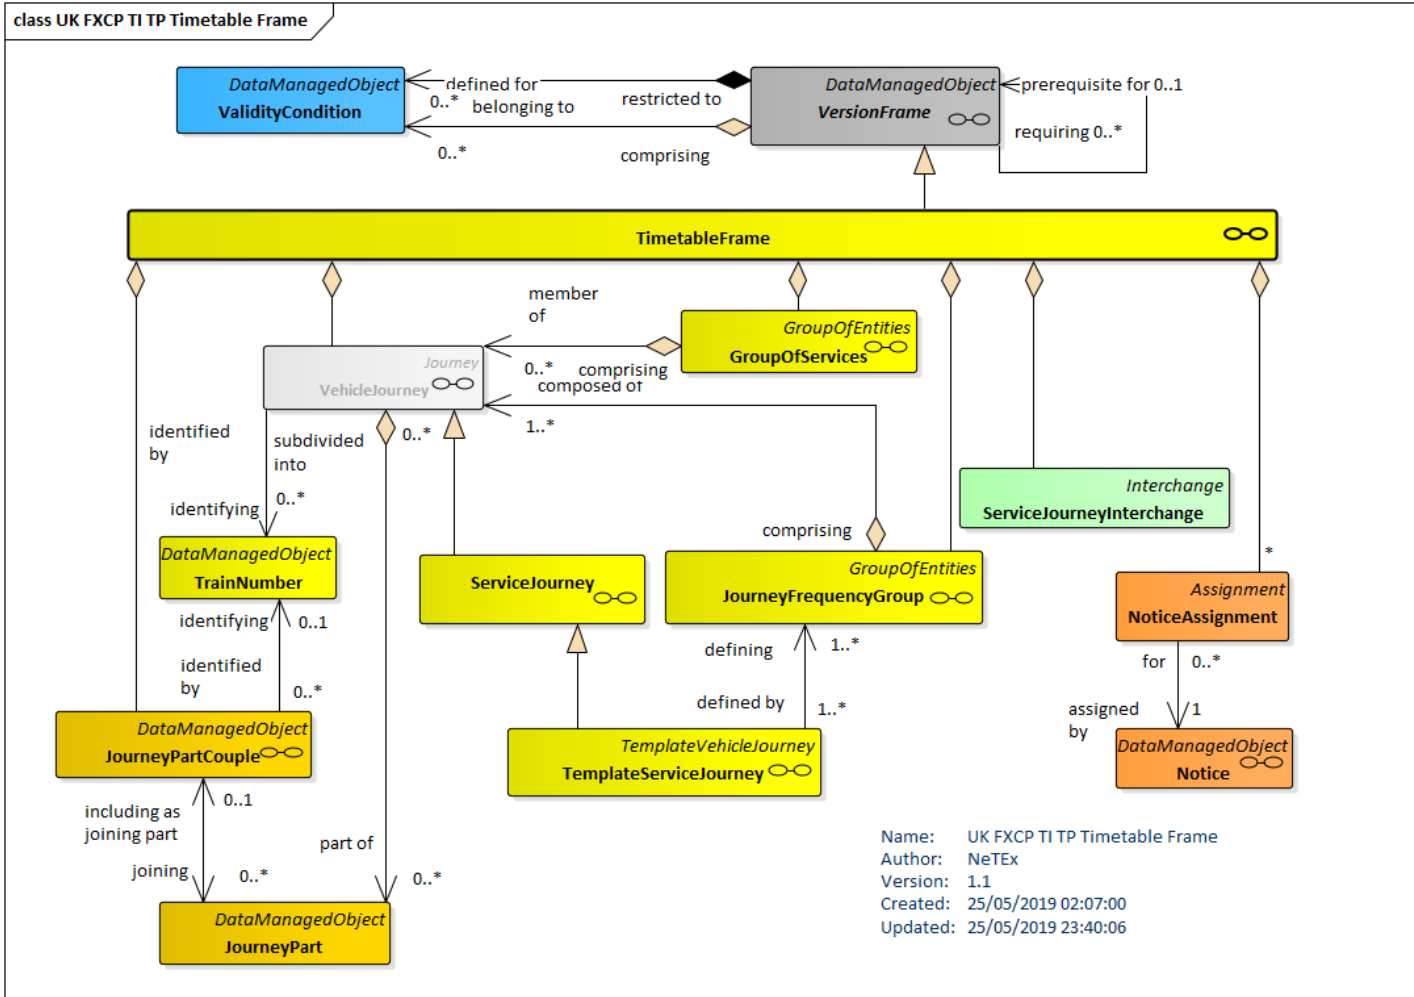 class UK FXCP TI TP Timetable Frame
DataManagedObject
ValidityCondition
defined for
0..*
belonging to
restricted to
0..*
comprising
DataManagedObject
VersionFrame
prerequisite for 0..1
requiring 0..*
TimetableFrame
member
of
GroupOfEntities
GroupOfServices
Journey
VehicleJourney
0..*
comprising
composed of
1..*
identified
by
subdivided
into
0..*
0..*
identifying
Interchange
ServiceJourneyInterchange
comprising
*
DataManagedObject
TrainNumber
ServiceJourney
GroupOfEntities
JourneyFrequencyGroup
Assignment
NoticeAssignment
identifying
0..1
defining
1..*
for
0..*
identified
by
0..*
defined by
1..*
assigned
by
1
DataManagedObject
JourneyPartCouple
TemplateVehicleJourney
TemplateServiceJourney
DataManagedObject
Notice
including as
joining part
0..1
part of
joining
0..*
0..*
DataManagedObject
JourneyPart
Name: UK FXCP TI TP Timetable Frame
Author: NeTEx
Version: 1.1
Created: 25/05/2019 02:07:00
Updated: 25/05/2019 23:40:06